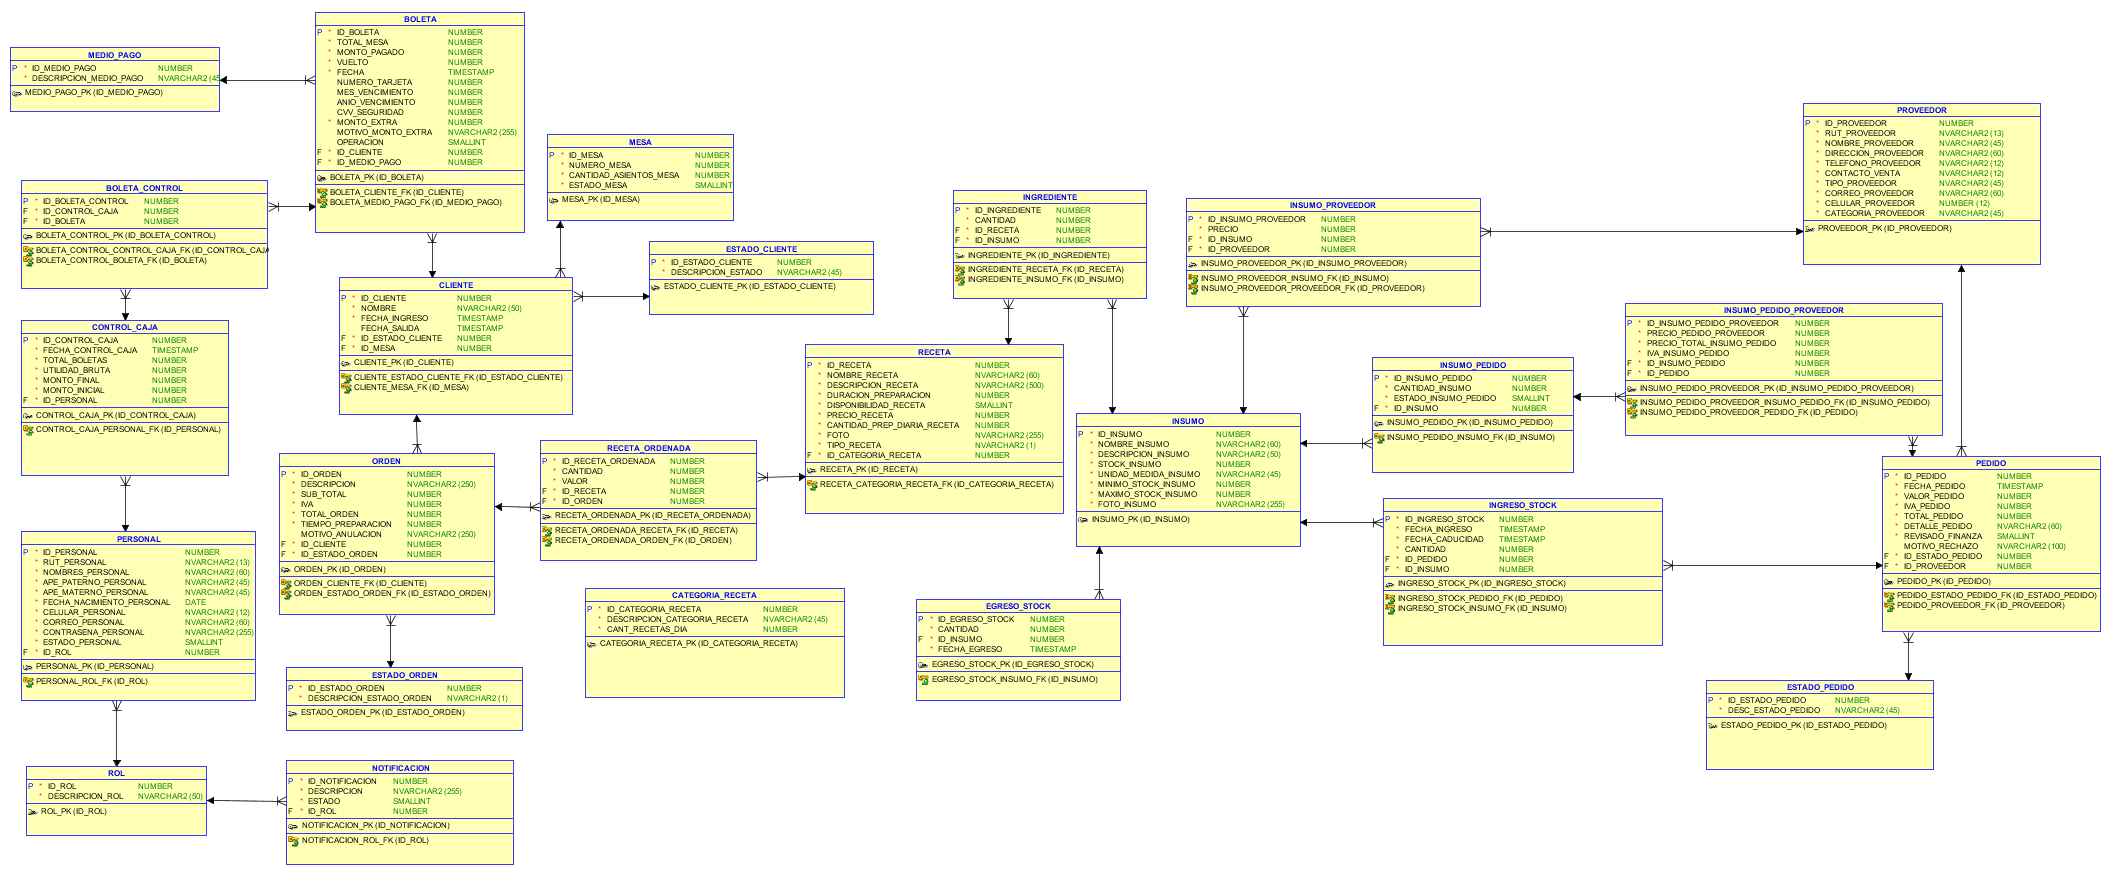 MEDIO_PAGO
P * ID_MEDIO_PAGO NUMBER
* DESCRIPCION_MEDIO_PAGO NVARCHAR2 (45
MEDIO_PAGO_PK (ID_MEDIO_PAGO)
BOLETA
P * ID_BOLETA NUMBER
* TOTAL_MESA NUMBER
* MONTO_PAGADO NUMBER
* VUELTO NUMBER
* FECHA TIMESTAMP
NUMERO_TARJETA NUMBER
MES_VENCIMIENTO NUMBER
ANIO_VENCIMIENTO NUMBER
CVV_SEGURIDAD NUMBER
* MONTO_EXTRA NUMBER
MOTIVO_MONTO_EXTRA NVARCHAR2 (255)
OPERACION SMALLINT
F * ID_CLIENTE NUMBER
F * ID_MEDIO_PAGO NUMBER
BOLETA_PK (ID_BOLETA)
BOLETA_CLIENTE_FK (ID_CLIENTE)
BOLETA_MEDIO_PAGO_FK (ID_MEDIO_PAGO)
BOLETA_CONTROL
P * ID_BOLETA_CONTROL NUMBER
F * ID_CONTROL_CAJA NUMBER
F * ID_BOLETA NUMBER
BOLETA_CONTROL_PK (ID_BOLETA_CONTROL)
BOLETA_CONTROL_CONTROL_CAJA_FK (ID_CONTROL_CAJA
BOLETA_CONTROL_BOLETA_FK (ID_BOLETA)
MESA
P * ID_MESA NUMBER
* NUMERO_MESA NUMBER
* CANTIDAD_ASIENTOS_MESA NUMBER
* ESTADO_MESA SMALLINT
MESA_PK (ID_MESA)
ESTADO_CLIENTE
P * ID_ESTADO_CLIENTE NUMBER
* DESCRIPCION_ESTADO NVARCHAR2 (45)
ESTADO_CLIENTE_PK (ID_ESTADO_CLIENTE)
CLIENTE
P * ID_CLIENTE NUMBER
* NOMBRE NVARCHAR2 (50)
* FECHA_INGRESO TIMESTAMP
FECHA_SALIDA TIMESTAMP
F * ID_ESTADO_CLIENTE NUMBER
F * ID_MESA NUMBER
CLIENTE_PK (ID_CLIENTE)
CLIENTE_ESTADO_CLIENTE_FK (ID_ESTADO_CLIENTE)
CLIENTE_MESA_FK (ID_MESA)
CONTROL_CAJA
P * ID_CONTROL_CAJA NUMBER
* FECHA_CONTROL_CAJA TIMESTAMP
* TOTAL_BOLETAS NUMBER
* UTILIDAD_BRUTA NUMBER
* MONTO_FINAL NUMBER
* MONTO_INICIAL NUMBER
F * ID_PERSONAL NUMBER
CONTROL_CAJA_PK (ID_CONTROL_CAJA)
CONTROL_CAJA_PERSONAL_FK (ID_PERSONAL)
PERSONAL
P * ID_PERSONAL NUMBER
* RUT_PERSONAL NVARCHAR2 (13)
* NOMBRES_PERSONAL NVARCHAR2 (60)
* APE_PATERNO_PERSONAL NVARCHAR2 (45)
* APE_MATERNO_PERSONAL NVARCHAR2 (45)
* FECHA_NACIMIENTO_PERSONAL DATE
* CELULAR_PERSONAL NVARCHAR2 (12)
* CORREO_PERSONAL NVARCHAR2 (60)
* CONTRASENA_PERSONAL NVARCHAR2 (255)
* ESTADO_PERSONAL SMALLINT
F * ID_ROL NUMBER
PERSONAL_PK (ID_PERSONAL)
PERSONAL_ROL_FK (ID_ROL)
ROL
P * ID_ROL NUMBER
* DESCRIPCION_ROL NVARCHAR2 (50)
ROL_PK (ID_ROL)
NOTIFICACION
P * ID_NOTIFICACION NUMBER
* DESCRIPCION NVARCHAR2 (255)
* ESTADO SMALLINT
F * ID_ROL NUMBER
NOTIFICACION_PK (ID_NOTIFICACION)
NOTIFICACION_ROL_FK (ID_ROL)
ORDEN
P * ID_ORDEN NUMBER
* DESCRIPCION NVARCHAR2 (250)
* SUB_TOTAL NUMBER
* IVA NUMBER
* TOTAL_ORDEN NUMBER
* TIEMPO_PREPARACION NUMBER
MOTIVO_ANULACION NVARCHAR2 (250)
F * ID_CLIENTE NUMBER
F * ID_ESTADO_ORDEN NUMBER
ORDEN_PK (ID_ORDEN)
ORDEN_CLIENTE_FK (ID_CLIENTE)
ORDEN_ESTADO_ORDEN_FK (ID_ESTADO_ORDEN)
ESTADO_ORDEN
P * ID_ESTADO_ORDEN NUMBER
* DESCRIPCION_ESTADO_ORDEN NVARCHAR2 (1)
ESTADO_ORDEN_PK (ID_ESTADO_ORDEN)
RECETA_ORDENADA
P * ID_RECETA_ORDENADA NUMBER
* CANTIDAD NUMBER
* VALOR NUMBER
F * ID_RECETA NUMBER
F * ID_ORDEN NUMBER
RECETA_ORDENADA_PK (ID_RECETA_ORDENADA)
RECETA_ORDENADA_RECETA_FK (ID_RECETA)
RECETA_ORDENADA_ORDEN_FK (ID_ORDEN)
CATEGORIA_RECETA
P * ID_CATEGORIA_RECETA NUMBER
* DESCRIPCION_CATEGORIA_RECETA NVARCHAR2 (45)
* CANT_RECETAS_DIA NUMBER
CATEGORIA_RECETA_PK (ID_CATEGORIA_RECETA)
INGREDIENTE
P * ID_INGREDIENTE NUMBER
* CANTIDAD NUMBER
F * ID_RECETA NUMBER
F * ID_INSUMO NUMBER
INGREDIENTE_PK (ID_INGREDIENTE)
INGREDIENTE_RECETA_FK (ID_RECETA)
INGREDIENTE_INSUMO_FK (ID_INSUMO)
RECETA
P * ID_RECETA NUMBER
* NOMBRE_RECETA NVARCHAR2 (60)
* DESCRIPCION_RECETA NVARCHAR2 (500)
* DURACION_PREPARACION NUMBER
* DISPONIBILIDAD_RECETA SMALLINT
* PRECIO_RECETA NUMBER
* CANTIDAD_PREP_DIARIA_RECETA NUMBER
* FOTO NVARCHAR2 (255)
* TIPO_RECETA NVARCHAR2 (1)
F * ID_CATEGORIA_RECETA NUMBER
RECETA_PK (ID_RECETA)
RECETA_CATEGORIA_RECETA_FK (ID_CATEGORIA_RECETA)
INSUMO_PROVEEDOR
P * ID_INSUMO_PROVEEDOR NUMBER
* PRECIO NUMBER
F * ID_INSUMO NUMBER
F * ID_PROVEEDOR NUMBER
INSUMO_PROVEEDOR_PK (ID_INSUMO_PROVEEDOR)
INSUMO_PROVEEDOR_INSUMO_FK (ID_INSUMO)
INSUMO_PROVEEDOR_PROVEEDOR_FK (ID_PROVEEDOR)
INSUMO
P * ID_INSUMO NUMBER
* NOMBRE_INSUMO NVARCHAR2 (60)
* DESCRIPCION_INSUMO NVARCHAR2 (50)
* STOCK_INSUMO NUMBER
* UNIDAD_MEDIDA_INSUMO NVARCHAR2 (45)
* MINIMO_STOCK_INSUMO NUMBER
* MAXIMO_STOCK_INSUMO NUMBER
* FOTO_INSUMO NVARCHAR2 (255)
INSUMO_PK (ID_INSUMO)
EGRESO_STOCK
P * ID_EGRESO_STOCK NUMBER
* CANTIDAD NUMBER
F * ID_INSUMO NUMBER
* FECHA_EGRESO TIMESTAMP
EGRESO_STOCK_PK (ID_EGRESO_STOCK)
EGRESO_STOCK_INSUMO_FK (ID_INSUMO)
INSUMO_PEDIDO
P * ID_INSUMO_PEDIDO NUMBER
* CANTIDAD_INSUMO NUMBER
* ESTADO_INSUMO_PEDIDO SMALLINT
F * ID_INSUMO NUMBER
INSUMO_PEDIDO_PK (ID_INSUMO_PEDIDO)
INSUMO_PEDIDO_INSUMO_FK (ID_INSUMO)
INGRESO_STOCK
P * ID_INGRESO_STOCK NUMBER
* FECHA_INGRESO TIMESTAMP
* FECHA_CADUCIDAD TIMESTAMP
* CANTIDAD NUMBER
F * ID_PEDIDO NUMBER
F * ID_INSUMO NUMBER
INGRESO_STOCK_PK (ID_INGRESO_STOCK)
INGRESO_STOCK_PEDIDO_FK (ID_PEDIDO)
INGRESO_STOCK_INSUMO_FK (ID_INSUMO)
PROVEEDOR
P * ID_PROVEEDOR NUMBER
* RUT_PROVEEDOR NVARCHAR2 (13)
* NOMBRE_PROVEEDOR NVARCHAR2 (45)
* DIRECCION_PROVEEDOR NVARCHAR2 (60)
* TELEFONO_PROVEEDOR NVARCHAR2 (12)
* CONTACTO_VENTA NVARCHAR2 (12)
* TIPO_PROVEEDOR NVARCHAR2 (45)
* CORREO_PROVEEDOR NVARCHAR2 (60)
* CELULAR_PROVEEDOR NUMBER (12)
* CATEGORIA_PROVEEDOR NVARCHAR2 (45)
PROVEEDOR_PK (ID_PROVEEDOR)
INSUMO_PEDIDO_PROVEEDOR
P * ID_INSUMO_PEDIDO_PROVEEDOR NUMBER
* PRECIO_PEDIDO_PROVEEDOR NUMBER
* PRECIO_TOTAL_INSUMO_PEDIDO NUMBER
* IVA_INSUMO_PEDIDO NUMBER
F * ID_INSUMO_PEDIDO NUMBER
F * ID_PEDIDO NUMBER
INSUMO_PEDIDO_PROVEEDOR_PK (ID_INSUMO_PEDIDO_PROVEEDOR)
INSUMO_PEDIDO_PROVEEDOR_INSUMO_PEDIDO_FK (ID_INSUMO_PEDIDO)
INSUMO_PEDIDO_PROVEEDOR_PEDIDO_FK (ID_PEDIDO)
PEDIDO
P * ID_PEDIDO NUMBER
* FECHA_PEDIDO TIMESTAMP
* VALOR_PEDIDO NUMBER
* IVA_PEDIDO NUMBER
* TOTAL_PEDIDO NUMBER
* DETALLE_PEDIDO NVARCHAR2 (60)
* REVISADO_FINANZA SMALLINT
MOTIVO_RECHAZO NVARCHAR2 (100)
F * ID_ESTADO_PEDIDO NUMBER
F * ID_PROVEEDOR NUMBER
PEDIDO_PK (ID_PEDIDO)
PEDIDO_ESTADO_PEDIDO_FK (ID_ESTADO_PEDIDO)
PEDIDO_PROVEEDOR_FK (ID_PROVEEDOR)
ESTADO_PEDIDO
P * ID_ESTADO_PEDIDO NUMBER
* DESC_ESTADO_PEDIDO NVARCHAR2 (45)
ESTADO_PEDIDO_PK (ID_ESTADO_PEDIDO)